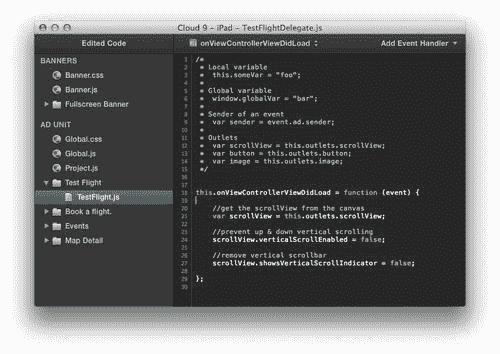 Cloud 9 - iPad - TestFlightDelegate.js
Edited Code
onViewControllerViewDidLoad
Add Event Handler
BANNERS
Banner.css
Banner.js
Fullscreen Banner
AD UNIT
Global.css
Global.js
Project.js
Test Flight
TestFlight.js
Book a flight.
Events
Map Detail
1 /*
2 * Local variable
3 * this.someVar = "foo";
4 *
5 * Global variable
6 * window.globalVar = "bar";
7 *
8 * Sender of an event
9 * var sender = event.ad.sender;
10 *
11 * Outlets
12 * var scrollView = this.outlets.scrollView;
13 * var button = this.outlets.button;
14 * var image = this.outlets.image;
15 */
16
17
18 this.onViewControllerViewDidLoad = function (event) {
19
20 //get the scrollView from the canvas
21 var scrollView = this.outlets.scrollView;
22
23 //prevent up & down vertical scrolling
24 scrollView.verticalScrollEnabled = false;
25
26 //remove vertical scrollbar
27 scrollView.showsVerticalScrollIndicator = false;
28
29 };
30